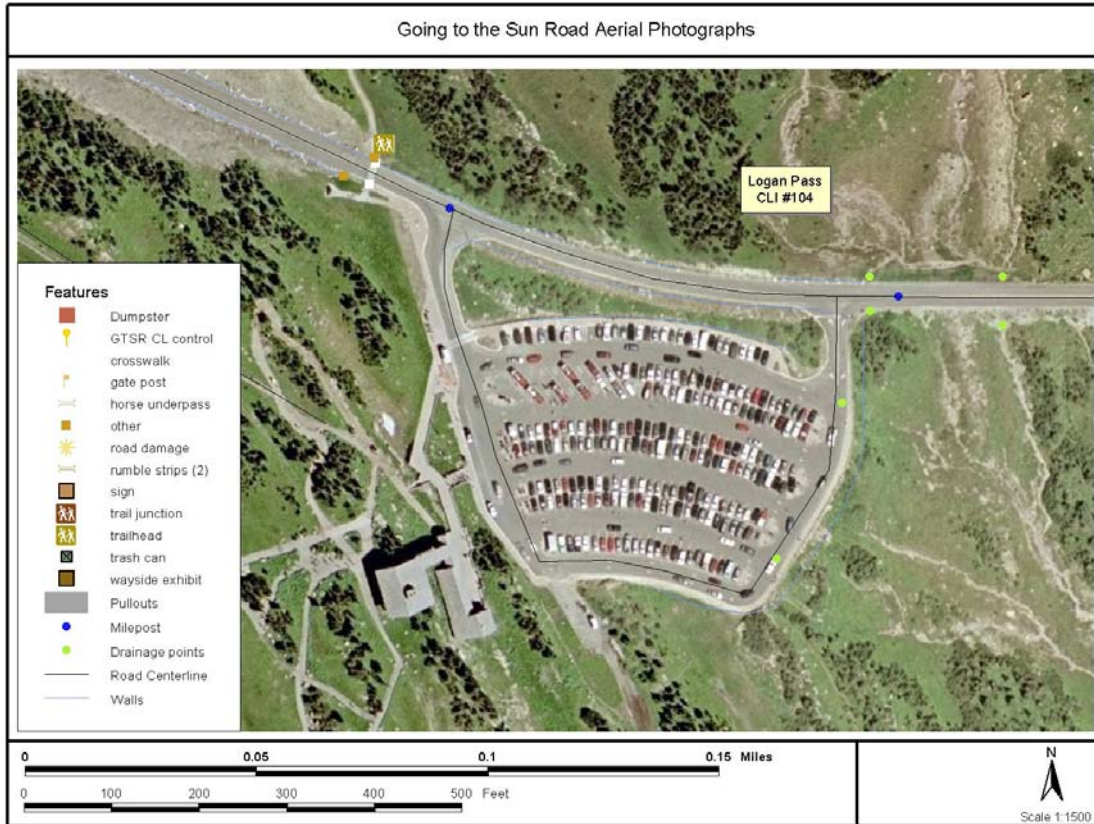 Going to the Sun Road Aerial Photographs
Logan Pass
CLI #104
Features
Dumpster
GTSR CL control
crosswalk
gate post
horse underpass
other
road damage
rumble strips (2)
sign
trail junction
trailhead
trash can
wayside exhibit
Pullouts
Milepost
Drainage points
Road Centerline
Walls
0 0.05 0.1 0.15 Miles
0 100 200 300 400 500 Feet
N
Scale 1:1500